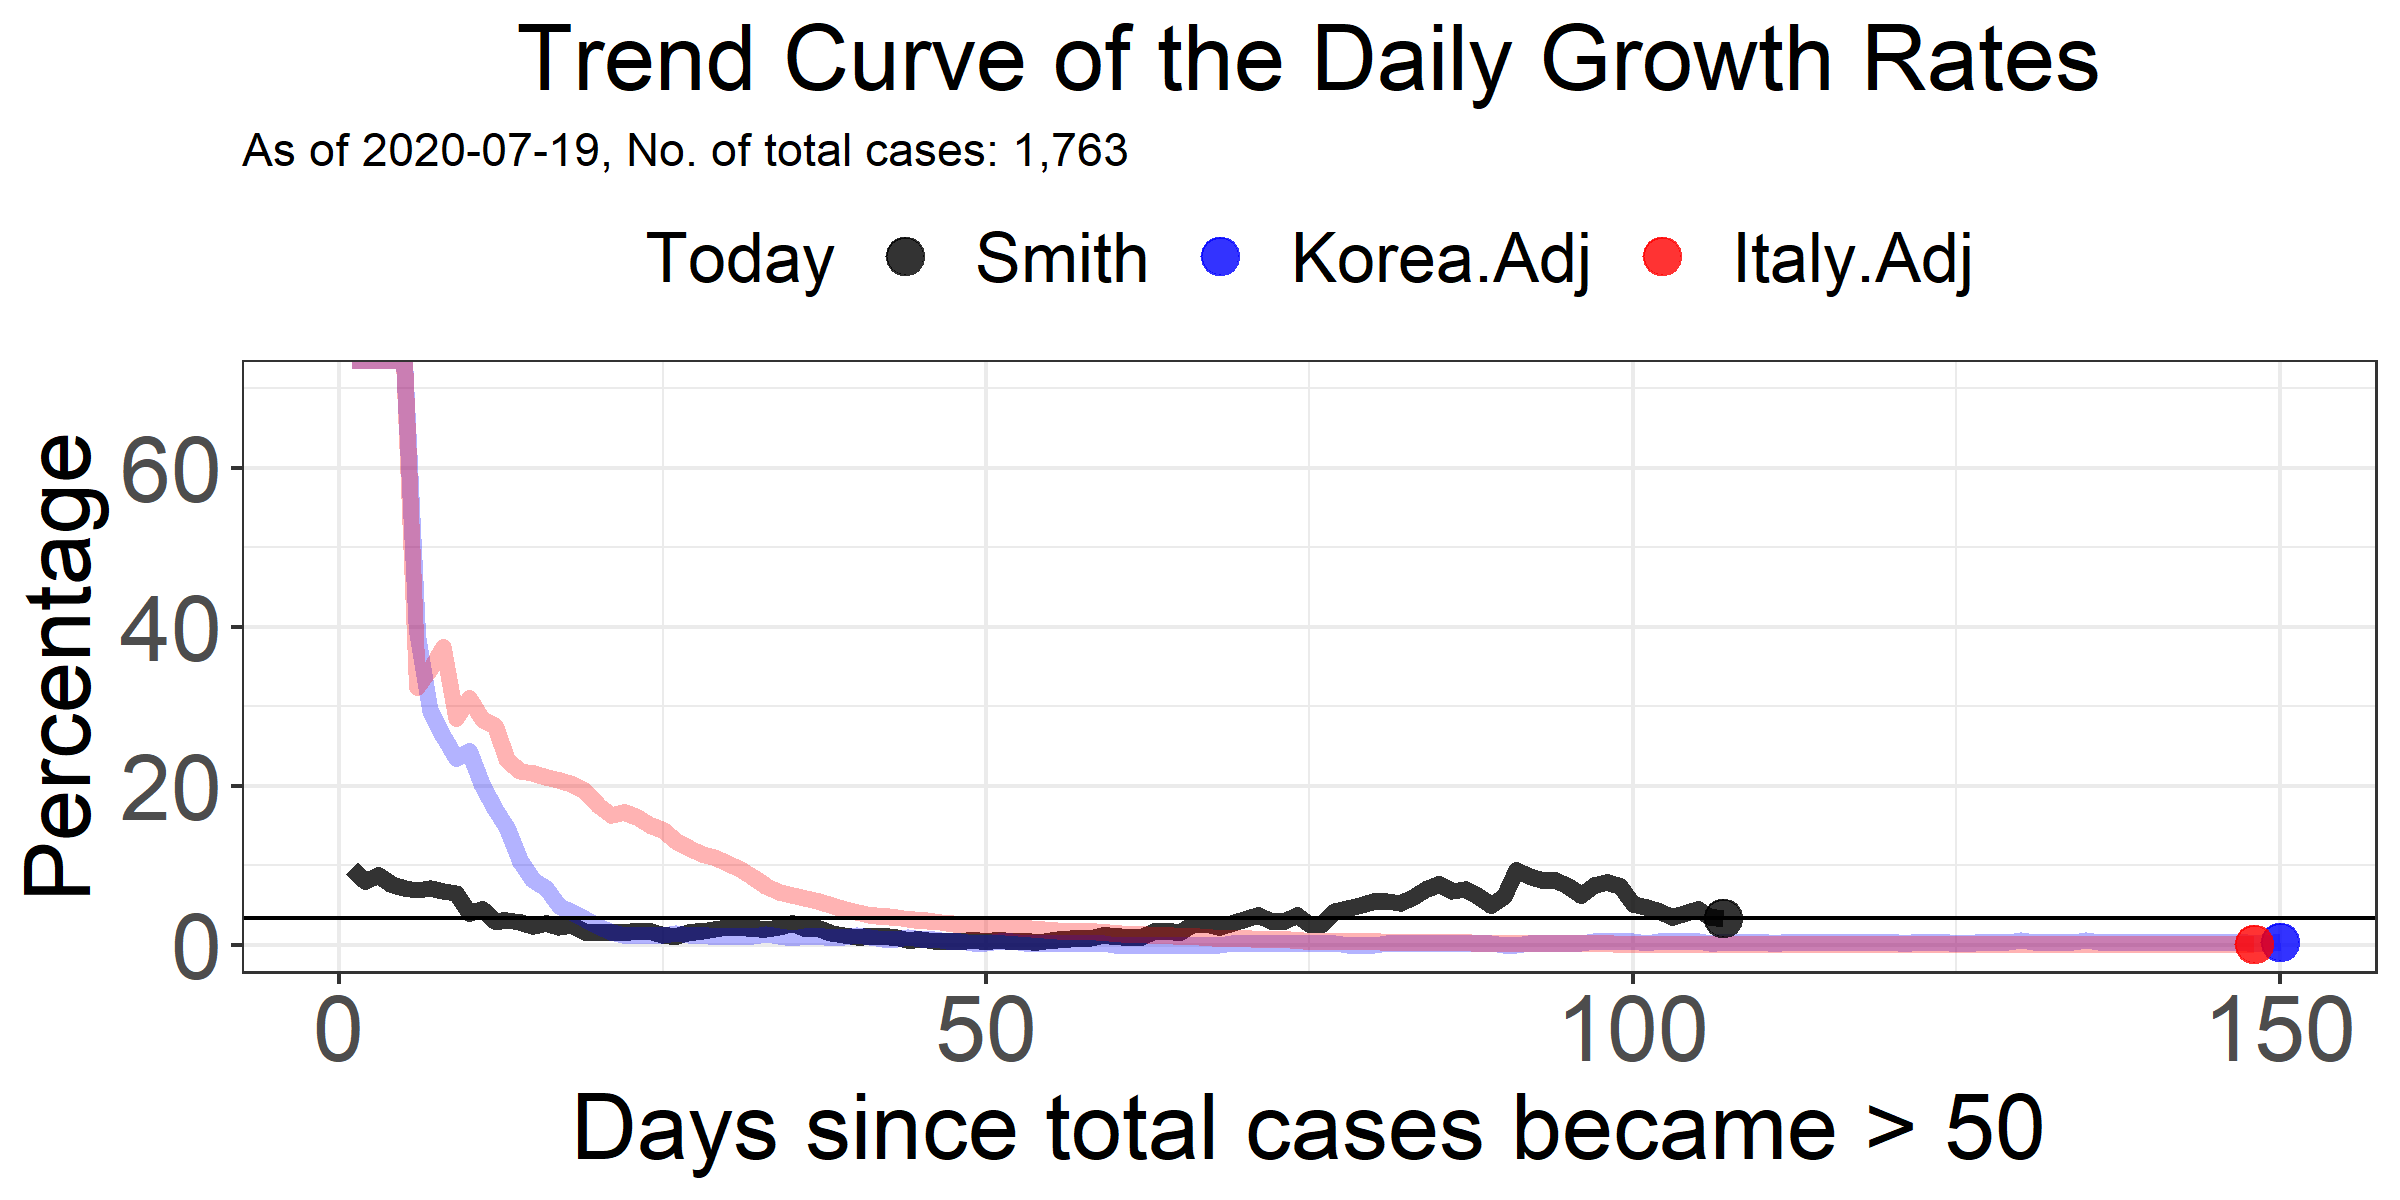 Trend Curve of the Daily Growth Rates
As of 2020-07-19, No. of total cases: 1,763
Today Smith Korea.Adj Italy.Adj
Percentage
60
40
20
0
0 50 100 150
Days since total cases became > 50